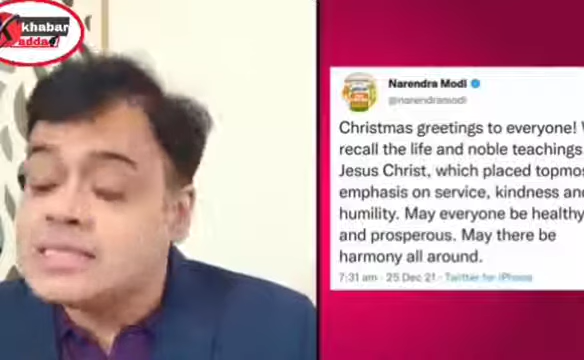 khabar
adda
Narendra Modi
@narendramodi
Christmas greetings to everyone!
recall the life and noble teachings
Jesus Christ, which placed
emphasis on service, kindness
humility. May everyone be healthy
and prosperous. May there be
harmony all around.
7:31 am · 25 Dec 21 · Twitter for iPhone